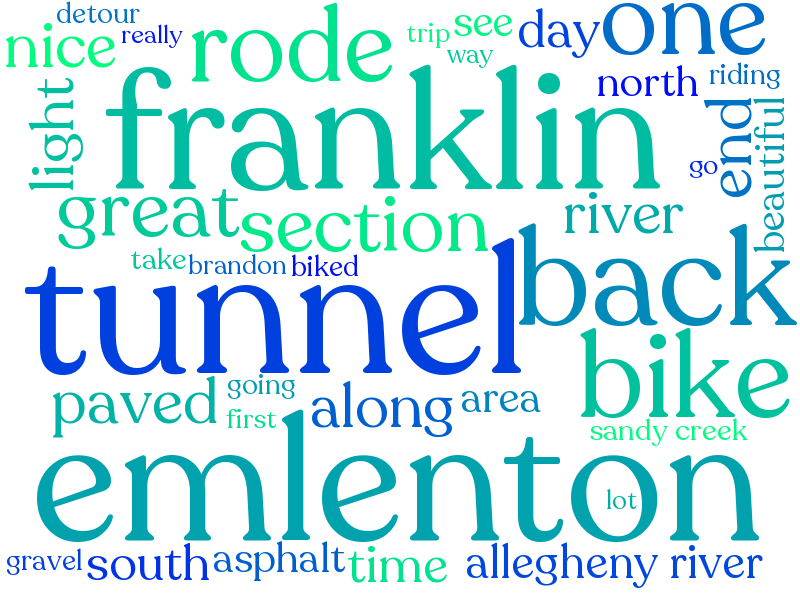 detour
nice
really
rode
trip
see
way
day
one
north
riding
light
franklin
end
go
beautiful
great
section
river
take
brandon
biked
tunnel
back
bike
paved
going
first
along
area
sandy creek
emlenton
lot
gravel
south
asphalt
time
allegheny river